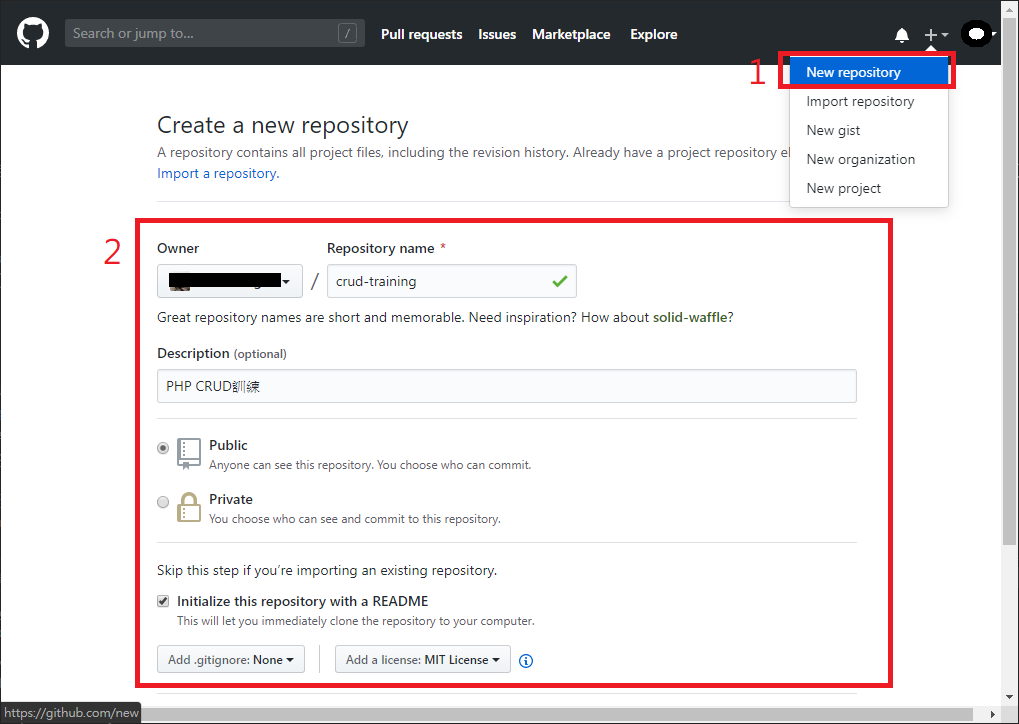 Search or jump to... / Pull requests Issues Marketplace Explore
1
New repository
Import repository
New gist
New organization
New project
Create a new repository
A repository contains all project files, including the revision history. Already have a project repository
Import a repository.
2
Owner Repository name *
/ crud-training
Great repository names are short and memorable. Need inspiration? How about solid-waffle?
Description (optional)
PHP CRUD訓練
Public
Anyone can see this repository. You choose who can commit.
Private
You choose who can see and commit to this repository.
Skip this step if you’re importing an existing repository.
Initialize this repository with a README
This will let you immediately clone the repository to your computer.
Add .gitignore: None Add a license: MIT License
https://github.com/new